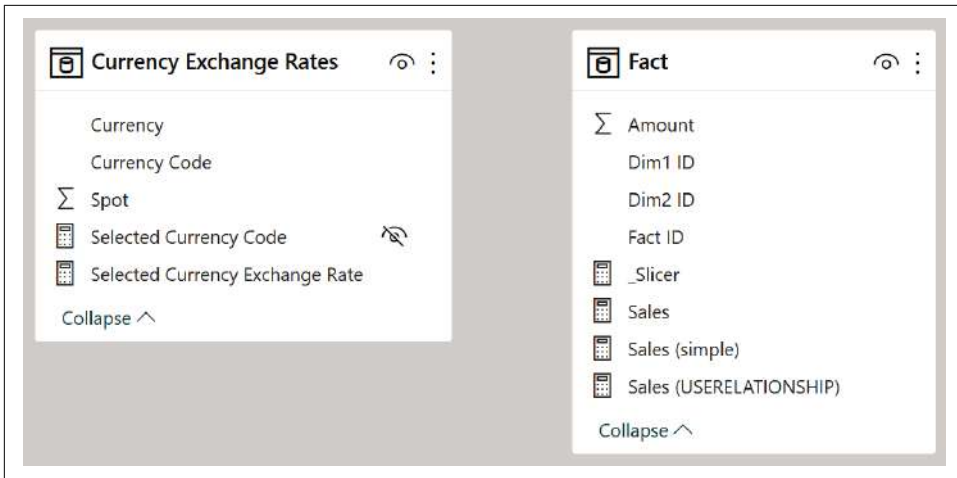 Currency Exchange Rates
Currency
Currency Code
Spot
Selected Currency Code
Selected Currency Exchange Rate
Collapse
Fact
Amount
Dim1 ID
Dim2 ID
Fact ID
_Slicer
Sales
Sales (simple)
Sales (USERELATIONSHIP)
Collapse